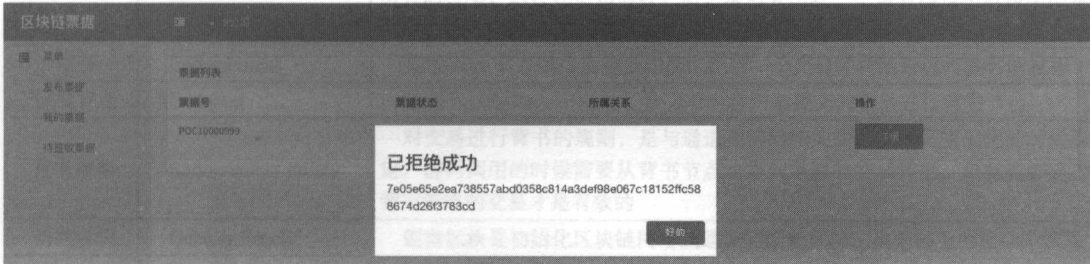 区块链票据
菜单
发布票据
我的票据
待签收票据
票据列表
票据号 票据状态 所属关系 操作
POC10000999
已拒绝成功
7e05e65e2ea738557abd0358c814a3def98e067c18152ffc58
8674d26f3783cd
好的